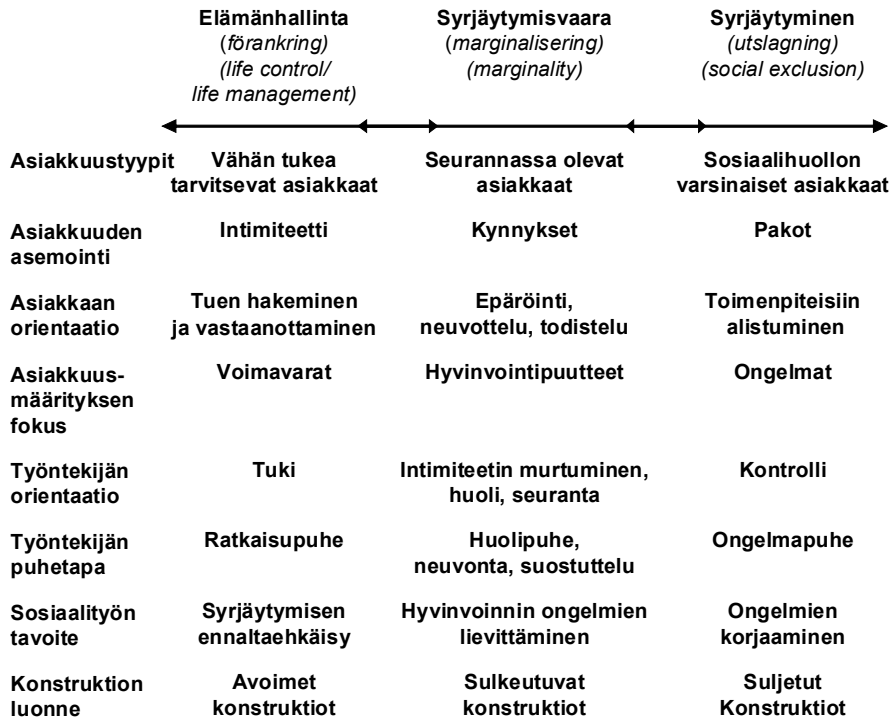 Elämänhallinta Syrjäytymisvaara Syrjäytyminen
(förankring) (marginalisering) (utslagning)
(life control/ (marginality) (social exclusion)
life management)
Asiakkuustyypit Vähän tukea Seurannassa olevat Sosiaalihuollon
tarvitsevat asiakkaat asiakkaat varsinaiset asiakkaat
Asiakkuuden Intimiteetti Kynnykset Pakot
asemointi
Asiakkaan Tuen hakeminen Epäröinti, Toimenpiteisiin
orientaatio ja vastaanottaminen neuvottelu, todistelu alistuminen
Asiakkuus- Voimavarat Hyvinvointipuutteet Ongelmat
määrityksen
fokus
Työntekijän Tuki Intimiteetin murtuminen, Kontrolli
orientaatio huoli, seuranta
Työntekijän Ratkaisupuhe Huolipuhe, Ongelmapuhe
puhetapa neuvonta, suostuttelu
Sosiaalityön Syrjäytymisen Hyvinvoinnin ongelmien Ongelmien
tavoite ennaltaehkäisy lievittäminen korjaaminen
Konstruktion Avoimet Sulkeutuvat Suljetut
luonne konstruktiot konstruktiot Konstruktiot